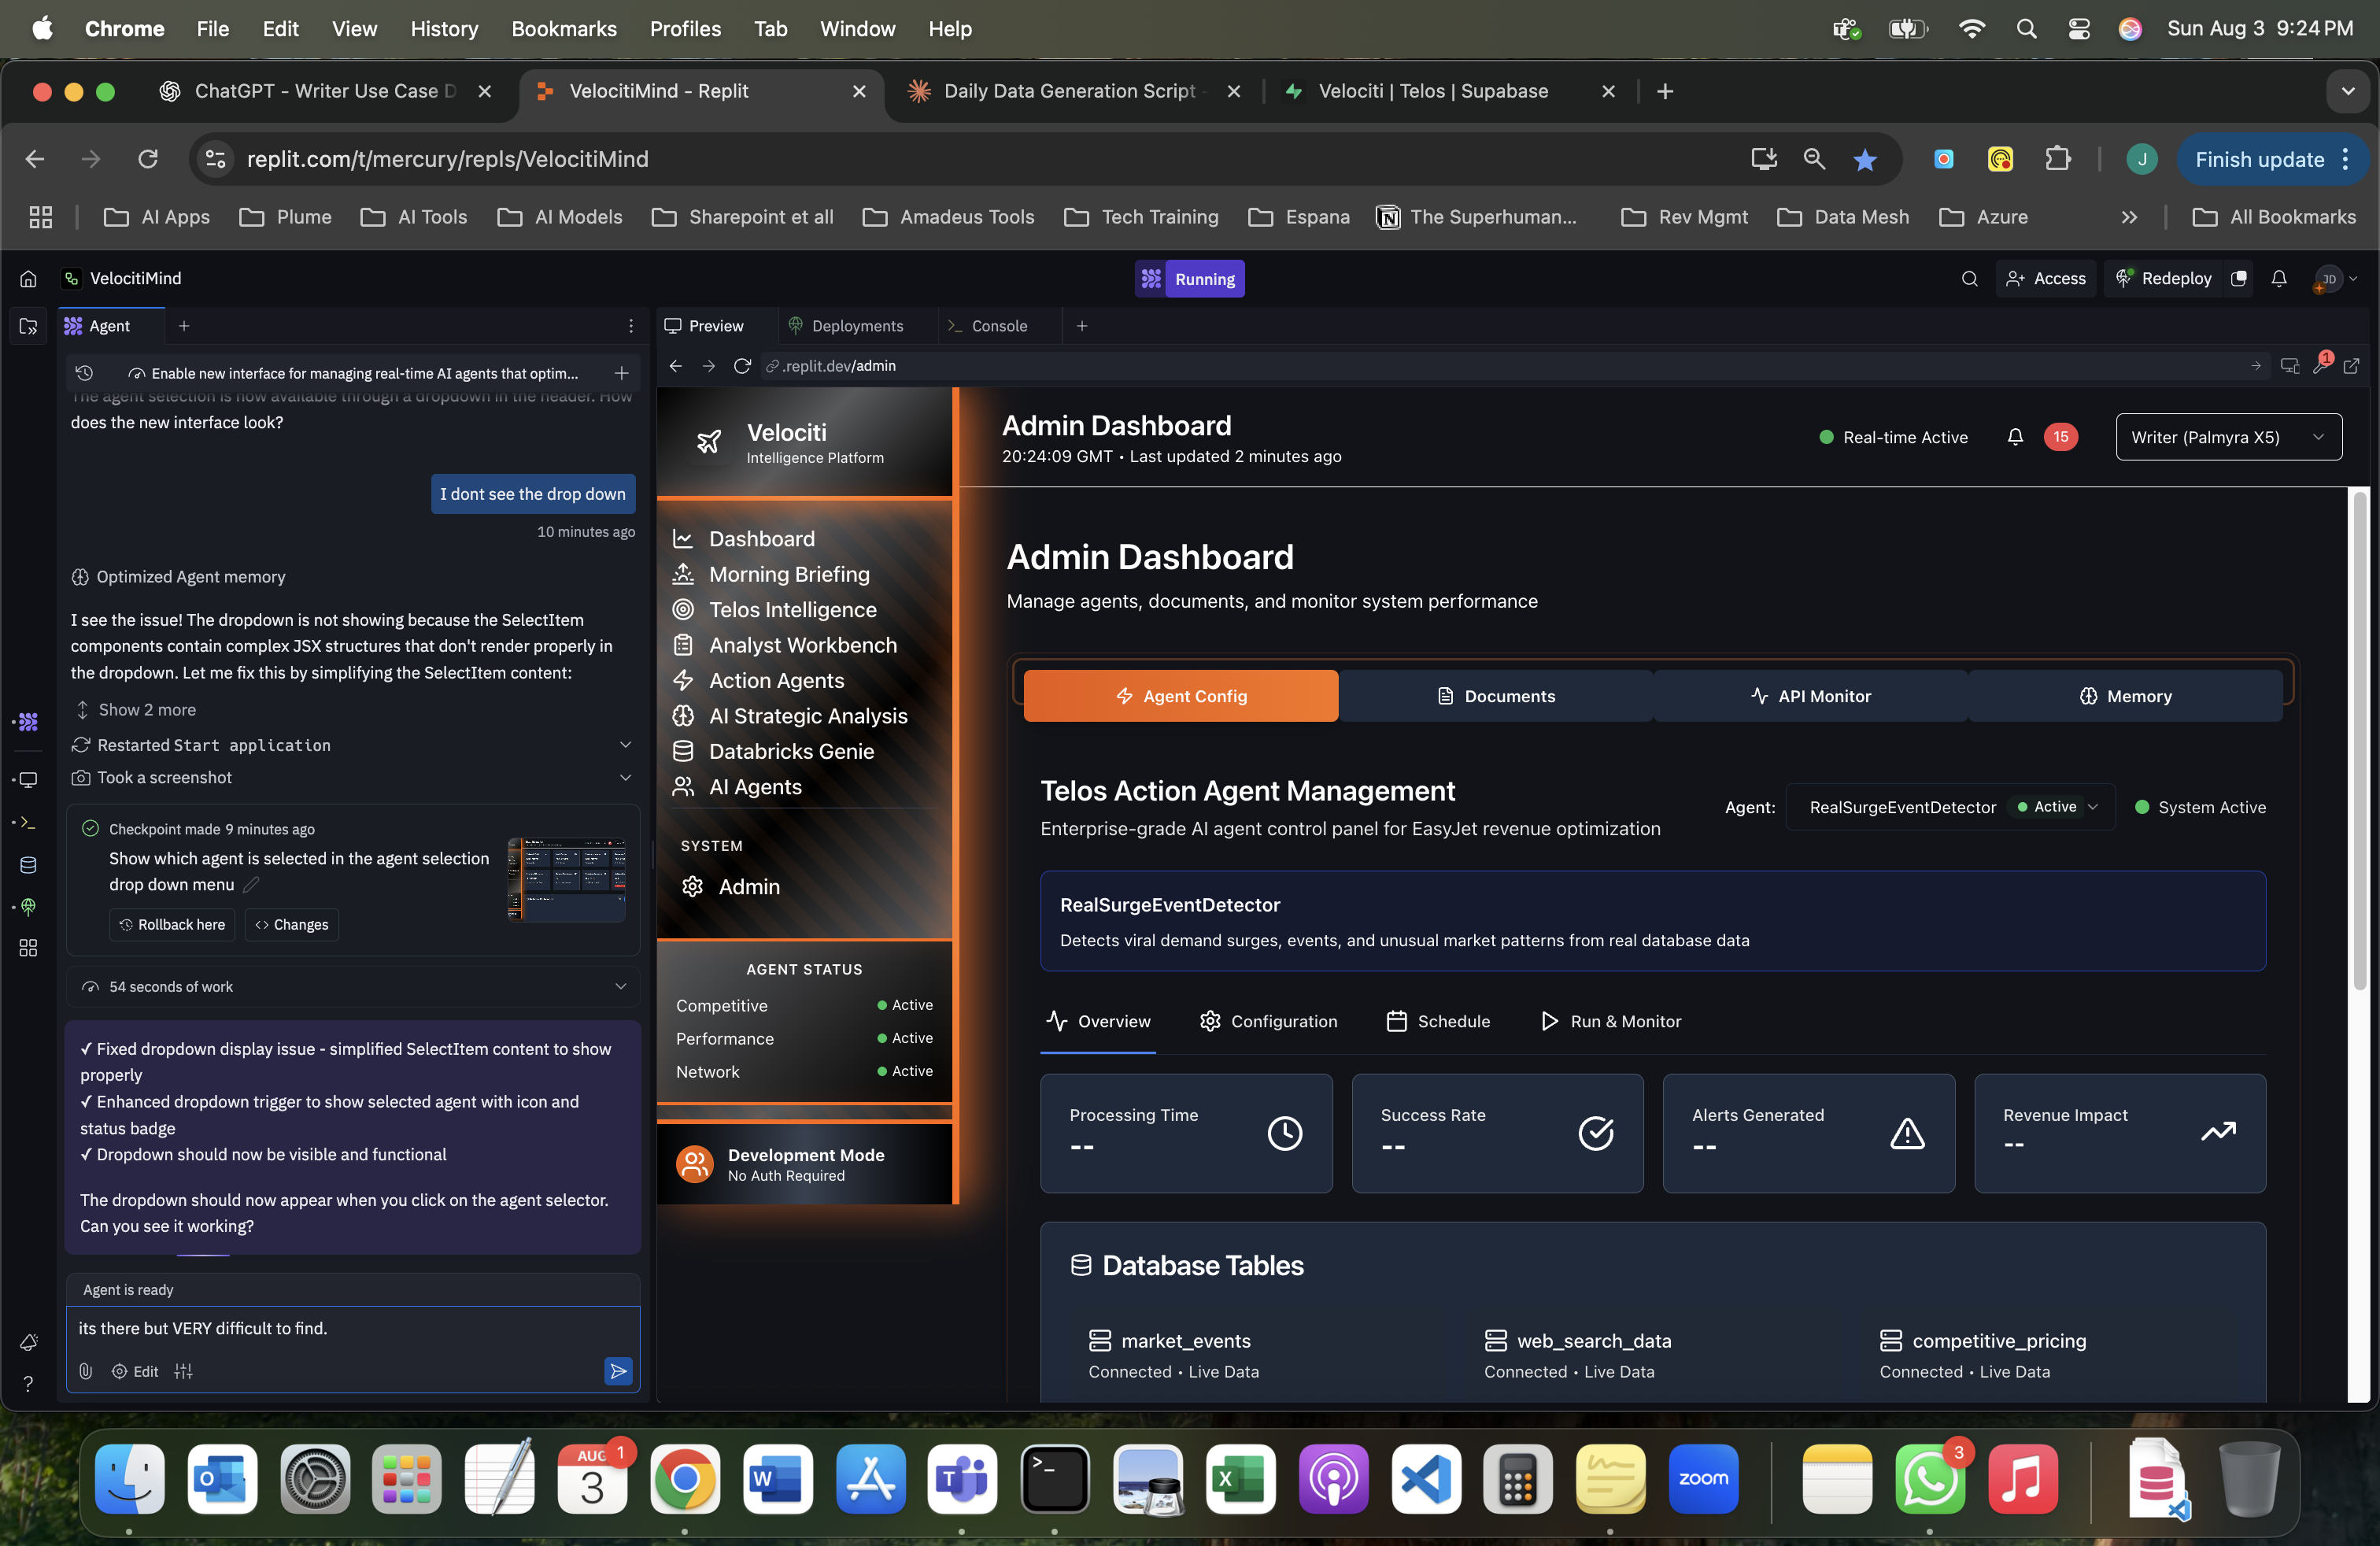 Chrome File Edit View History Bookmarks Profiles Tab Window Help
Sun Aug 3 9:24 PM
ChatGPT - Writer Use Case D
VelocitiMind - Replit
Daily Data Generation Script -
Velociti | Telos | Supabase
replit.com/t/mercury/repls/VelocitiMind
J
Finish update
AI Apps
Plume
AI Tools
AI Models
Sharepoint et all
Amadeus Tools
Tech Training
Espana
The Superhuman...
Rev Mgmt
Data Mesh
Azure
All Bookmarks
VelocitiMind
Running
Access
Redeploy
JD
Agent
Enable new interface for managing real-time AI agents that optim...
The agent selection is now available through a dropdown in the header. How
does the new interface look?
I dont see the drop down
10 minutes ago
Optimized Agent memory
I see the issue! The dropdown is not showing because the SelectItem
components contain complex JSX structures that don't render properly in
the dropdown. Let me fix this by simplifying the SelectItem content:
Show 2 more
Restarted Start application
Took a screenshot
Checkpoint made 9 minutes ago
Show which agent is selected in the agent selection
drop down menu
Rollback here
Changes
54 seconds of work
✓ Fixed dropdown display issue - simplified SelectItem content to show
properly
✓ Enhanced dropdown trigger to show selected agent with icon and
status badge
✓ Dropdown should now be visible and functional
The dropdown should now appear when you click on the agent selector.
Can you see it working?
Agent is ready
its there but VERY difficult to find.
Edit
Preview
Deployments
Console
.replit.dev/admin
1
Velociti
Intelligence Platform
Dashboard
Morning Briefing
Telos Intelligence
Analyst Workbench
Action Agents
AI Strategic Analysis
Databricks Genie
AI Agents
SYSTEM
Admin
AGENT STATUS
Competitive Active
Performance Active
Network Active
Development Mode
No Auth Required
Admin Dashboard
20:24:09 GMT • Last updated 2 minutes ago
Real-time Active
15
Writer (Palmyra X5)
Admin Dashboard
Manage agents, documents, and monitor system performance
Agent Config
Documents
API Monitor
Memory
Telos Action Agent Management
Enterprise-grade AI agent control panel for EasyJet revenue optimization
Agent:
RealSurgeEventDetector
Active
System Active
RealSurgeEventDetector
Detects viral demand surges, events, and unusual market patterns from real database data
Overview
Configuration
Schedule
Run & Monitor
Processing Time
--
Success Rate
--
Alerts Generated
--
Revenue Impact
--
Database Tables
market_events
Connected • Live Data
web_search_data
Connected • Live Data
competitive_pricing
Connected • Live Data
AUG
3
1
zoom
3